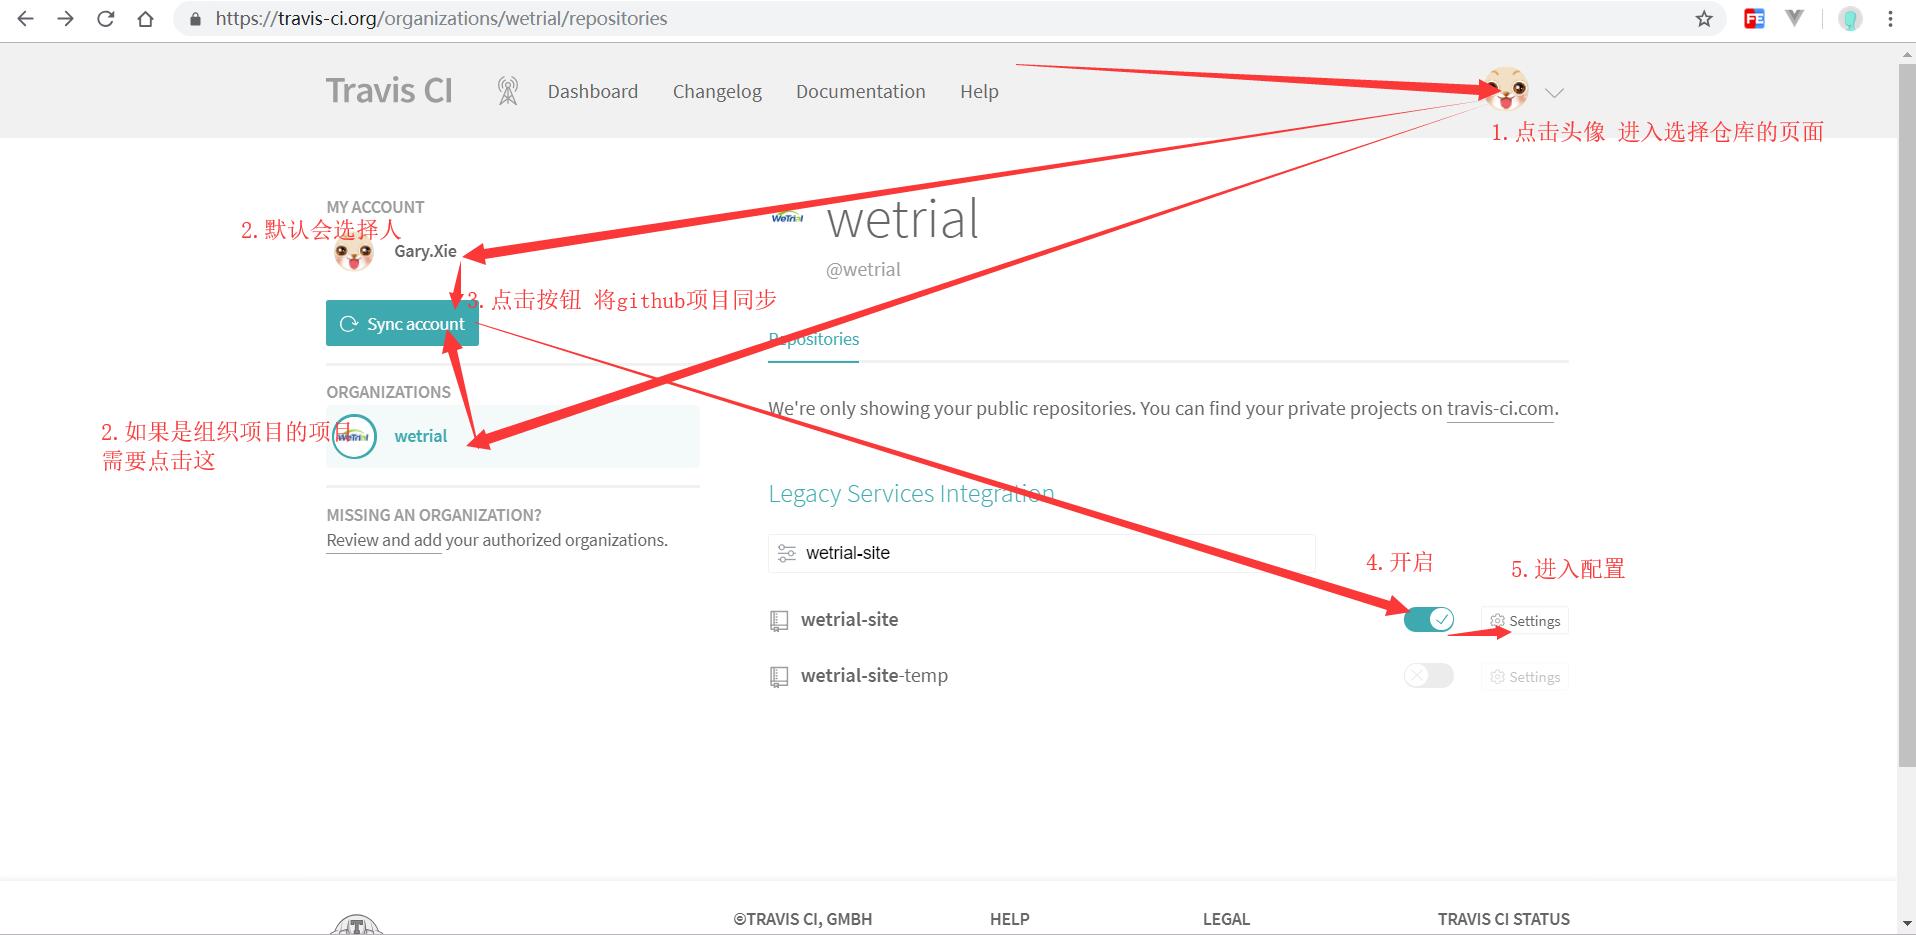 https://travis-ci.org/organizations/wetrial/repositories
FE
Travis CI
Dashboard
Changelog
Documentation
Help
1.点击头像 进入选择仓库的页面
MY ACCOUNT
2.默认会选择人
Gary.Xie
WeTrial
wetrial
@wetrial
3.点击按钮 将github项目同步
Sync account
Repositories
ORGANIZATIONS
We're only showing your public repositories. You can find your private projects on travis-ci.com.
2.如果是组织项目的项目
需要点击这
WeTrial
wetrial
Legacy Services Integration
MISSING AN ORGANIZATION?
Review and add your authorized organizations.
wetrial-site
4.开启
5.进入配置
wetrial-site
Settings
wetrial-site-temp
Settings
©TRAVIS CI, GMBH
HELP
LEGAL
TRAVIS CI STATUS